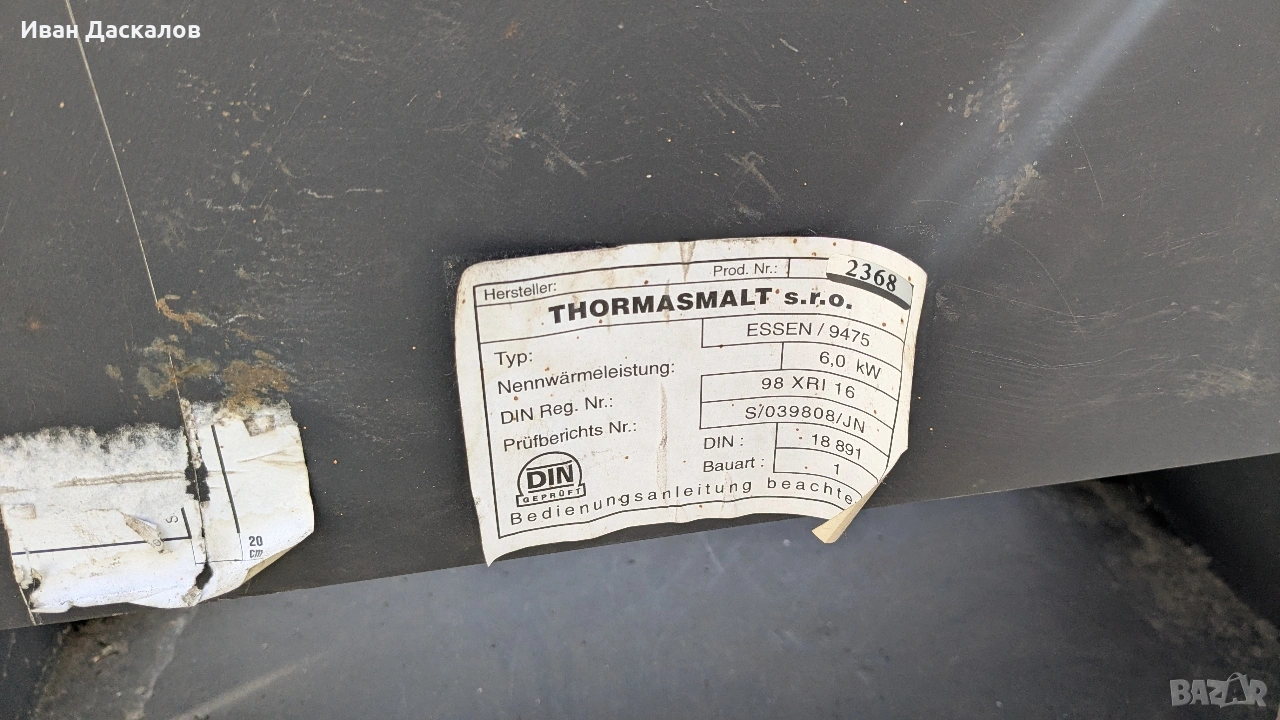 Иван Даскалов
Hersteller: Prod. Nr.: 2368
THORMASMALT s.r.o.
Typ: ESSEN / 9475
Nennwärmeleistung: 6,0 kW
DIN Reg. Nr.: 98 XRI 16
Prüfberichts Nr.: S/039808/JN
DIN : 18 891
Bauart : 1
DIN
GEPRÜFT
Bedienungsanleitung beachte
S
20
cm
BAZAR